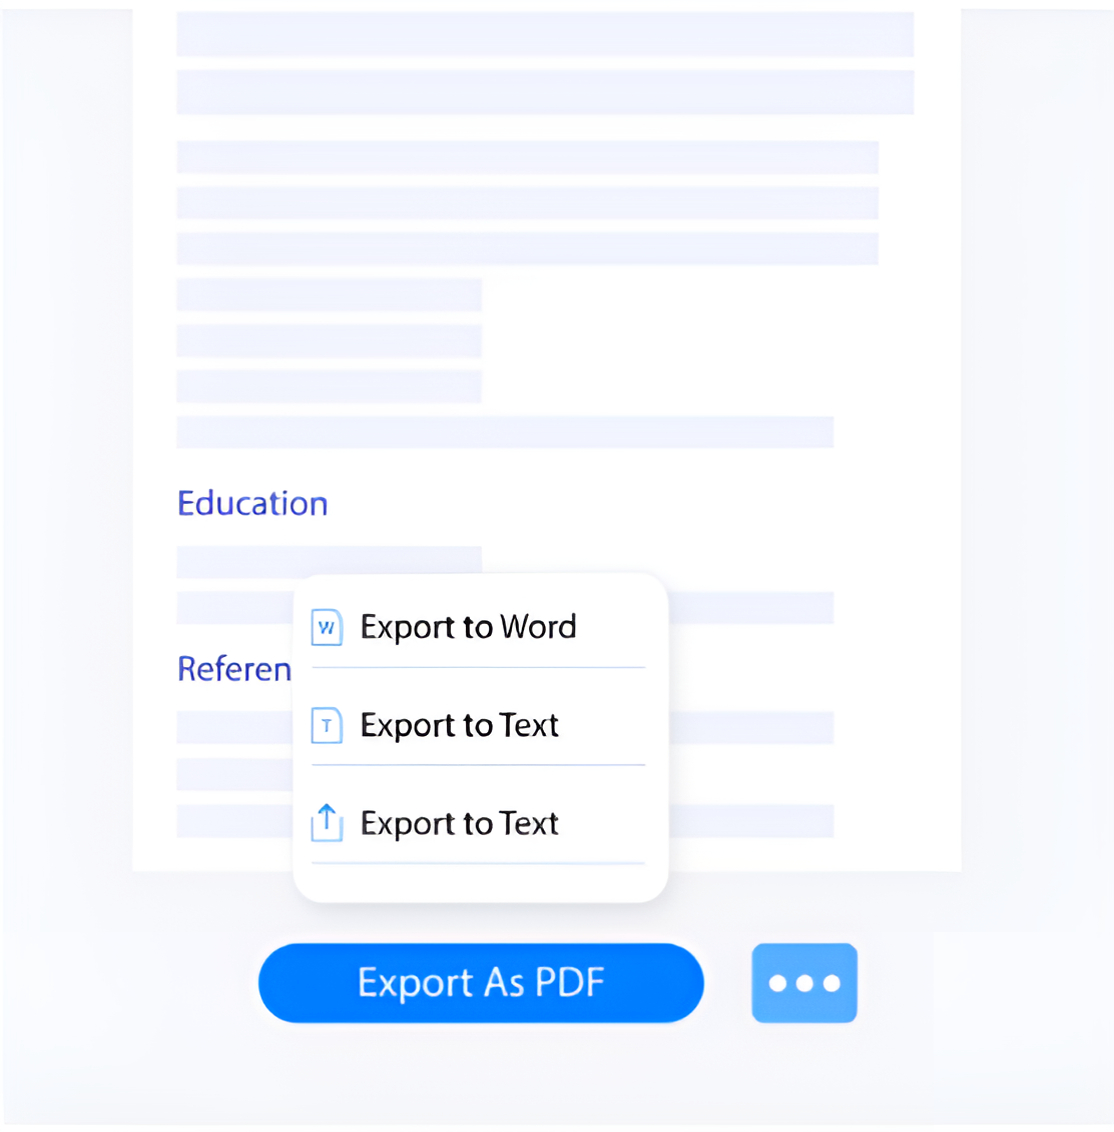 Education
W Export to Word
Referen
T Export to Text
Export to Text
Export As PDF